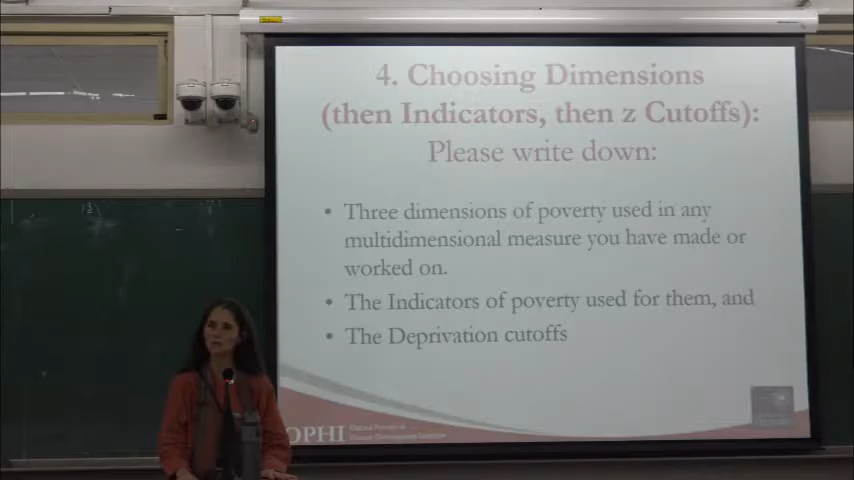 4. Choosing Dimensions
(then Indicators, then z Cutoffs):
Please write down:
• Three dimensions of poverty used in any
multidimensional measure you have made or
worked on.
• The Indicators of poverty used for them, and
• The Deprivation cutoffs
OPHI